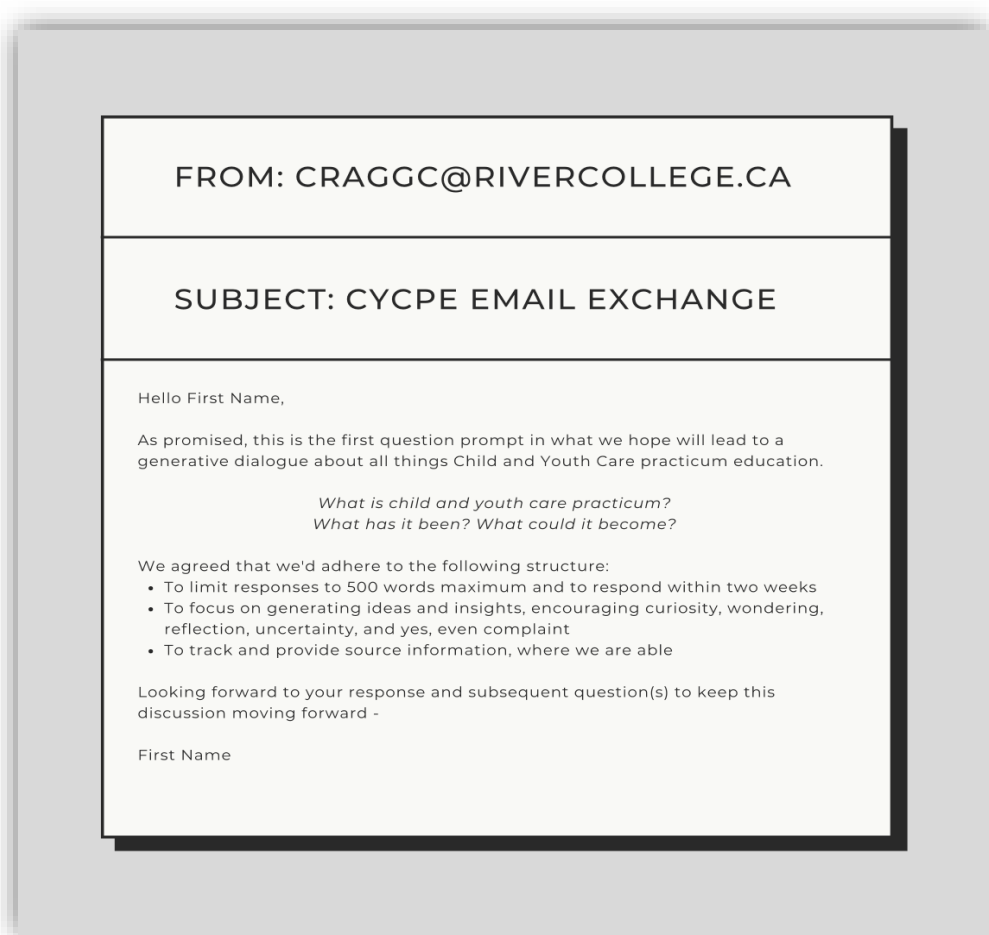 FROM: CRAGGC@RIVERCOLLEGE.CA
SUBJECT: CYCPE EMAIL EXCHANGE
Hello First Name,
As promised, this is the first question prompt in what we hope will lead to a
generative dialogue about all things Child and Youth Care practicum education.
What is child and youth care practicum?
What has it been? What could it become?
We agreed that we'd adhere to the following structure:
• To limit responses to 500 words maximum and to respond within two weeks
• To focus on generating ideas and insights, encouraging curiosity, wondering,
reflection, uncertainty, and yes, even complaint
• To track and provide source information, where we are able
Looking forward to your response and subsequent question(s) to keep this
discussion moving forward -
First Name